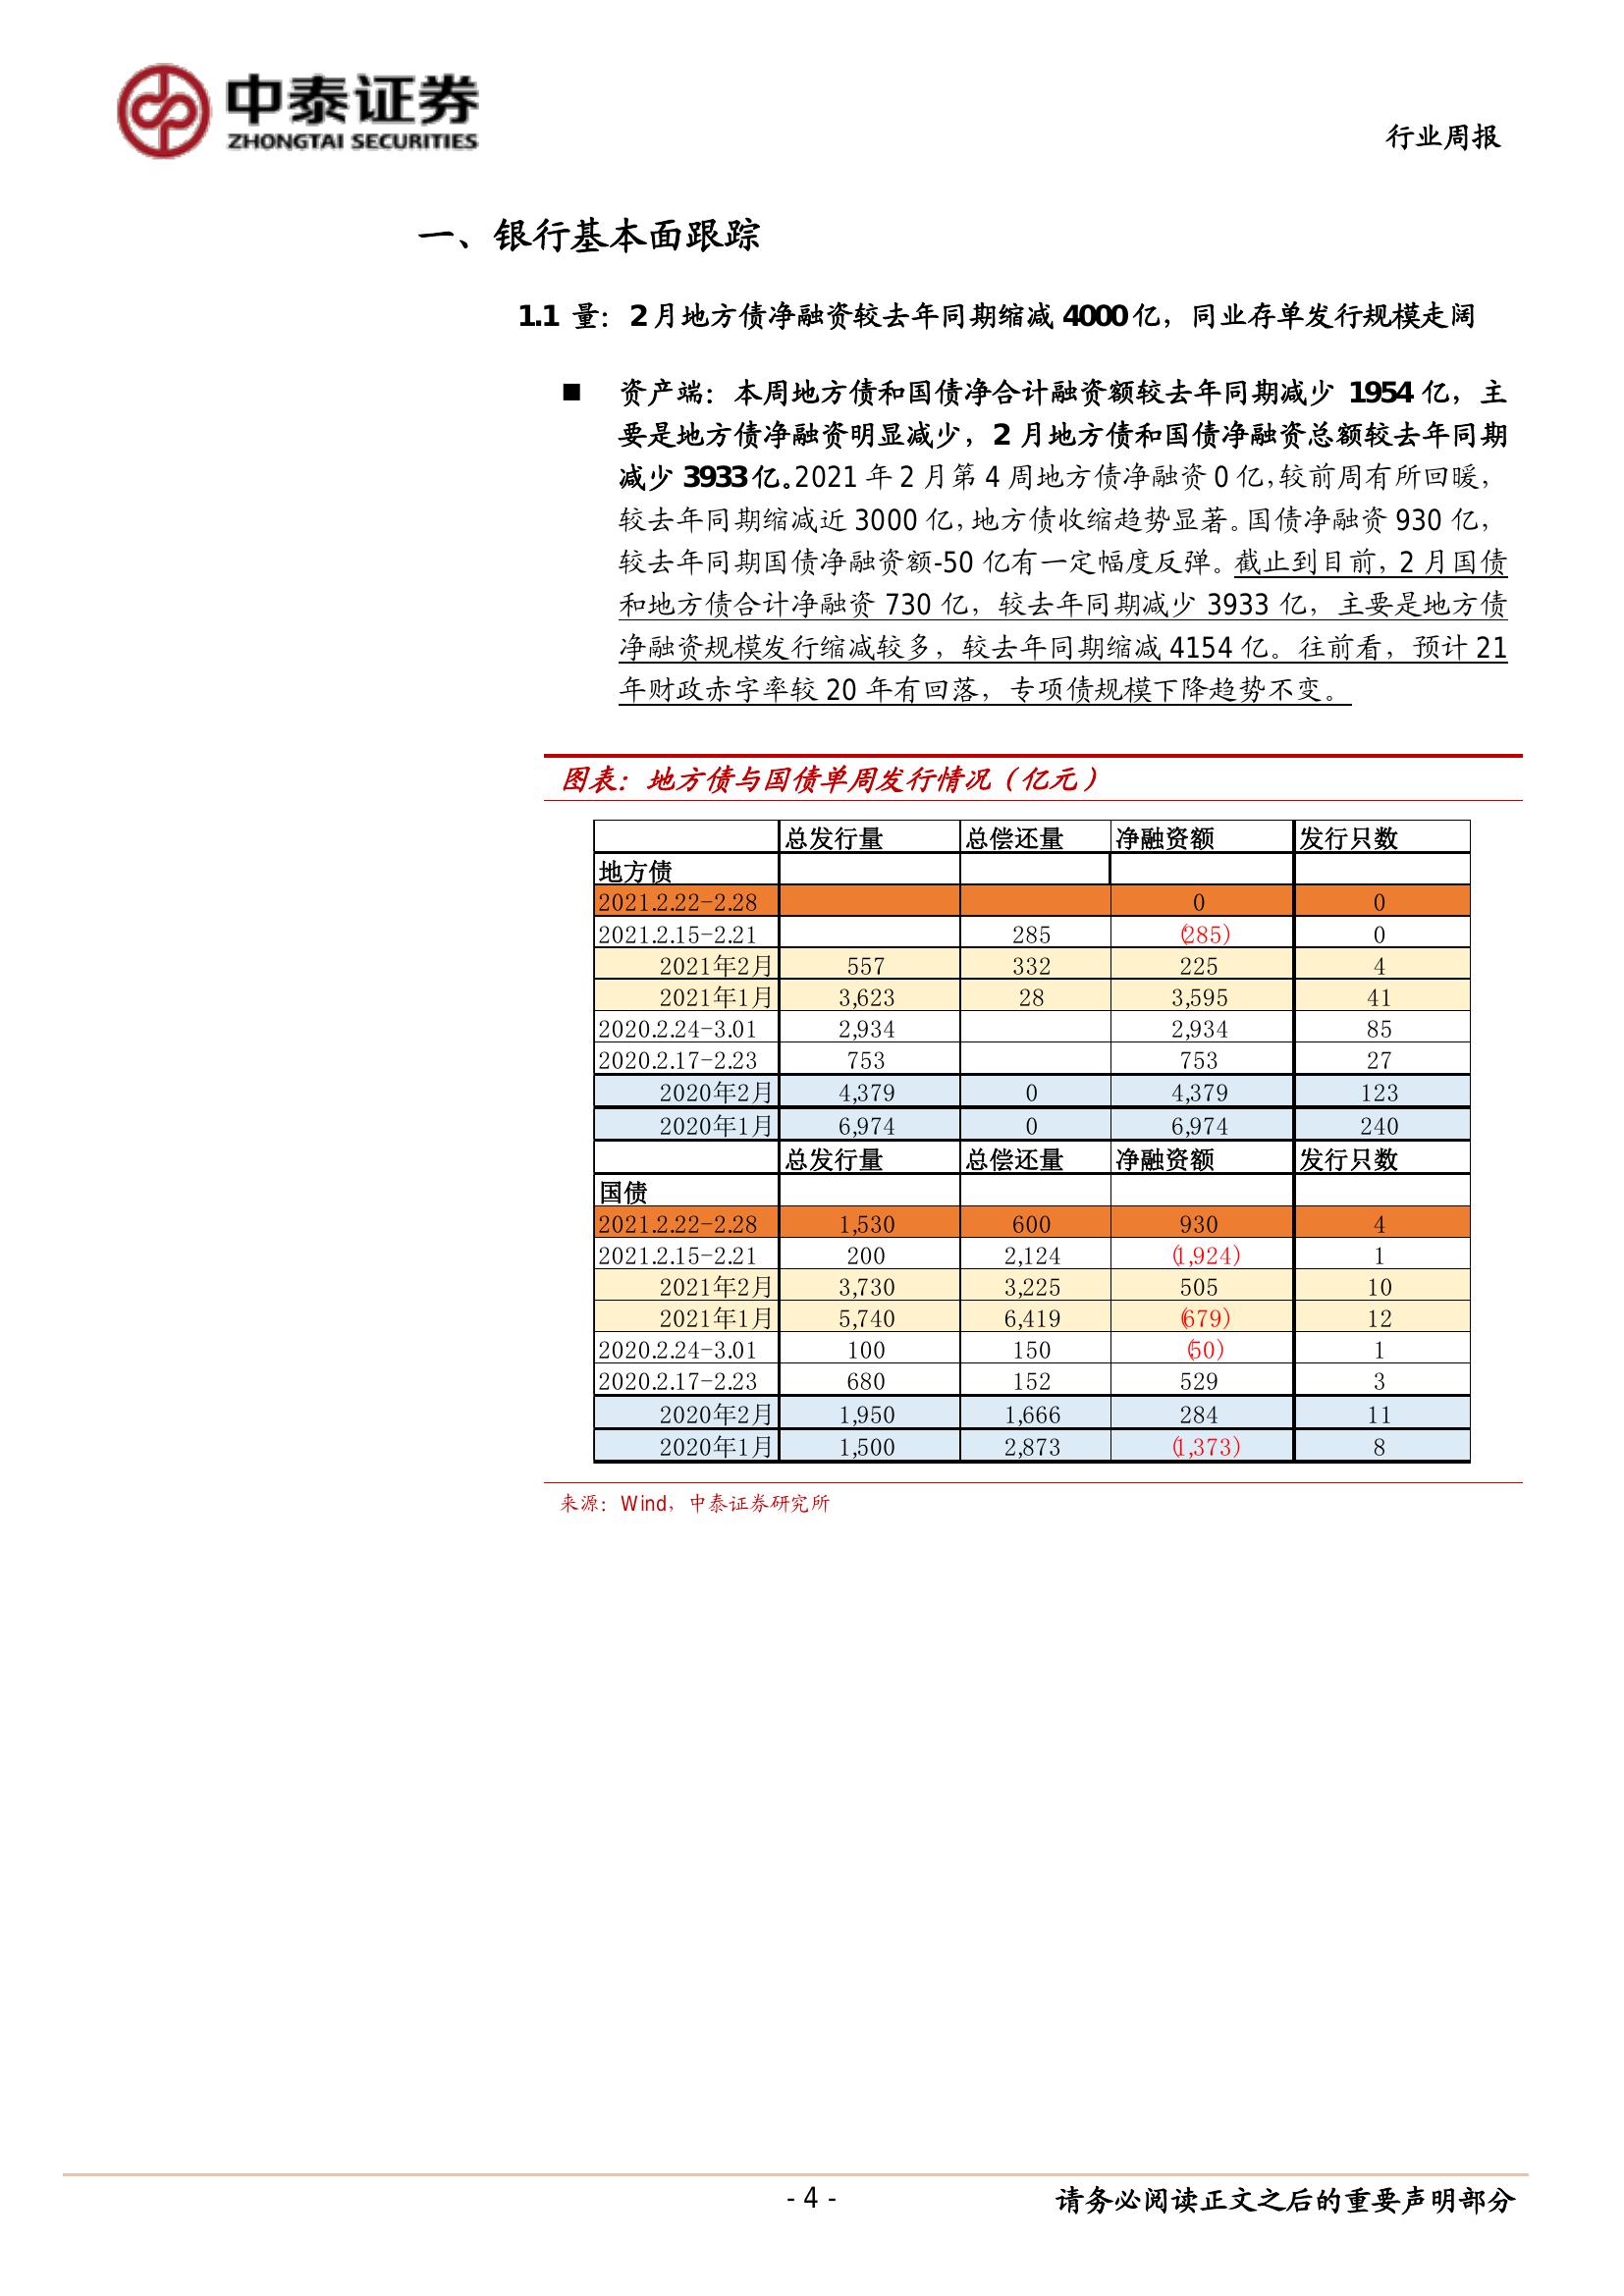 中泰证券
ZHONGTAI SECURITIES
行业周报
一、银行基本面跟踪
1.1 量：2月地方债净融资较去年同期缩减 4000亿，同业存单发行规模走阔
■ 资产端：本周地方债和国债净合计融资额较去年同期减少 1954 亿，主
要是地方债净融资明显减少，2 月地方债和国债净融资总额较去年同期
减少 3933亿。2021 年 2 月第 4 周地方债净融资 0 亿，较前周有所回暖，
较去年同期缩减近 3000 亿，地方债收缩趋势显著。国债净融资 930 亿，
较去年同期国债净融资额-50 亿有一定幅度反弹。截止到目前，2 月国债
和地方债合计净融资 730 亿，较去年同期减少 3933 亿，主要是地方债
净融资规模发行缩减较多，较去年同期缩减 4154 亿。往前看，预计 21
年财政赤字率较 20 年有回落，专项债规模下降趋势不变。
图表：地方债与国债单周发行情况（亿元）
总发行量 总偿还量 净融资额 发行只数
地方债
2021.2.22-2.28 0 0
2021.2.15-2.21 285 (285) 0
2021年2月 557 332 225 4
2021年1月 3,623 28 3,595 41
2020.2.24-3.01 2,934 2,934 85
2020.2.17-2.23 753 753 27
2020年2月 4,379 0 4,379 123
2020年1月 6,974 0 6,974 240
总发行量 总偿还量 净融资额 发行只数
国债
2021.2.22-2.28 1,530 600 930 4
2021.2.15-2.21 200 2,124 (1,924) 1
2021年2月 3,730 3,225 505 10
2021年1月 5,740 6,419 (679) 12
2020.2.24-3.01 100 150 (50) 1
2020.2.17-2.23 680 152 529 3
2020年2月 1,950 1,666 284 11
2020年1月 1,500 2,873 (1,373) 8
来源：Wind，中泰证券研究所
- 4 -
请务必阅读正文之后的重要声明部分